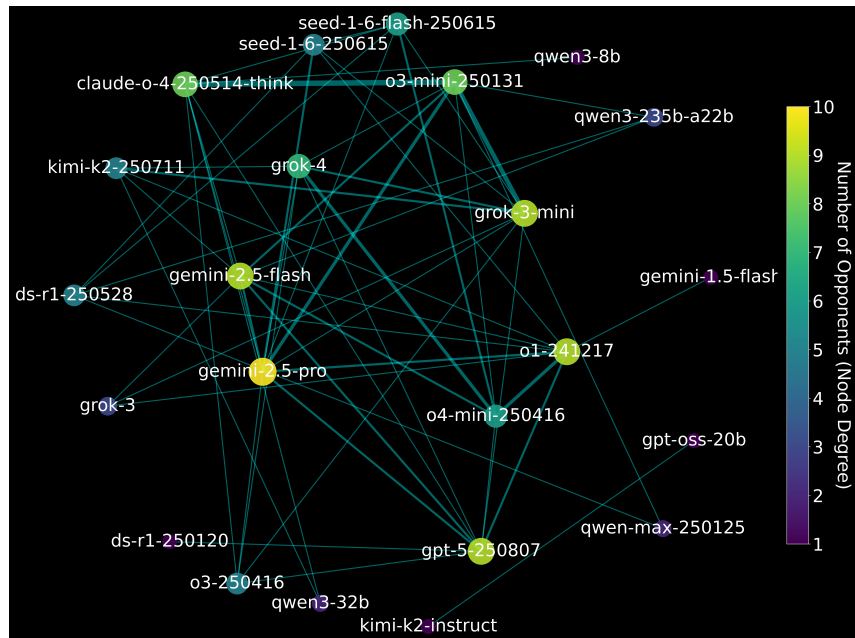 seed-1-6-flash-250615
seed-1-6-250615
qwen3-8b
claude-o-4-250514-think
o3-mini-250131
qwen3-235b-a22b
kimi-k2-250711
grok-4
grok-3-mini
gemini-2.5-flash
gemini-1.5-flash
ds-r1-250528
o1-241217
gemini-2.5-pro
grok-3
o4-mini-250416
gpt-oss-20b
qwen-max-250125
ds-r1-250120
gpt-5-250807
o3-250416
qwen3-32b
kimi-k2-instruct
10
9
8
7
6
5
4
3
2
1
Number of Opponents (Node Degree)